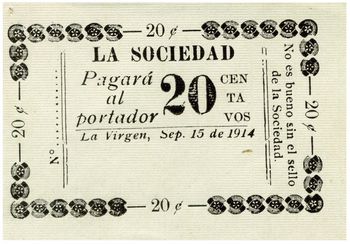 20 ¢
LA SOCIEDAD
Pagará
al
portador
20
CEN
TA
VOS
La Virgen, Sep. 15 de 1914
Nº
No es bueno sin el sello
de la Sociedad.
20 ¢
20 ¢
20 ¢